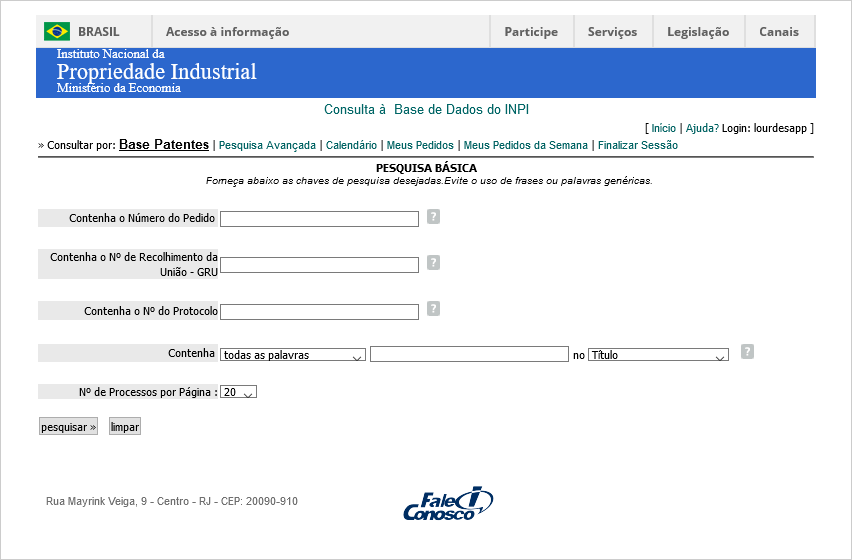 BRASIL Acesso à informação Participe Serviços Legislação Canais
Instituto Nacional da
Propriedade Industrial
Ministério da Economia
Consulta à Base de Dados do INPI
[ Início | Ajuda? Login: lourdesapp ]
» Consultar por: Base Patentes | Pesquisa Avançada | Calendário | Meus Pedidos | Meus Pedidos da Semana | Finalizar Sessão
PESQUISA BÁSICA
Forneça abaixo as chaves de pesquisa desejadas.Evite o uso de frases ou palavras genéricas.
Contenha o Número do Pedido ?
Contenha o Nº de Recolhimento da
União - GRU ?
Contenha o Nº do Protocolo ?
Contenha todas as palavras no Título ?
Nº de Processos por Página : 20
pesquisar » limpar
Rua Mayrink Veiga, 9 - Centro - RJ - CEP: 20090-910
Fale
Conosco